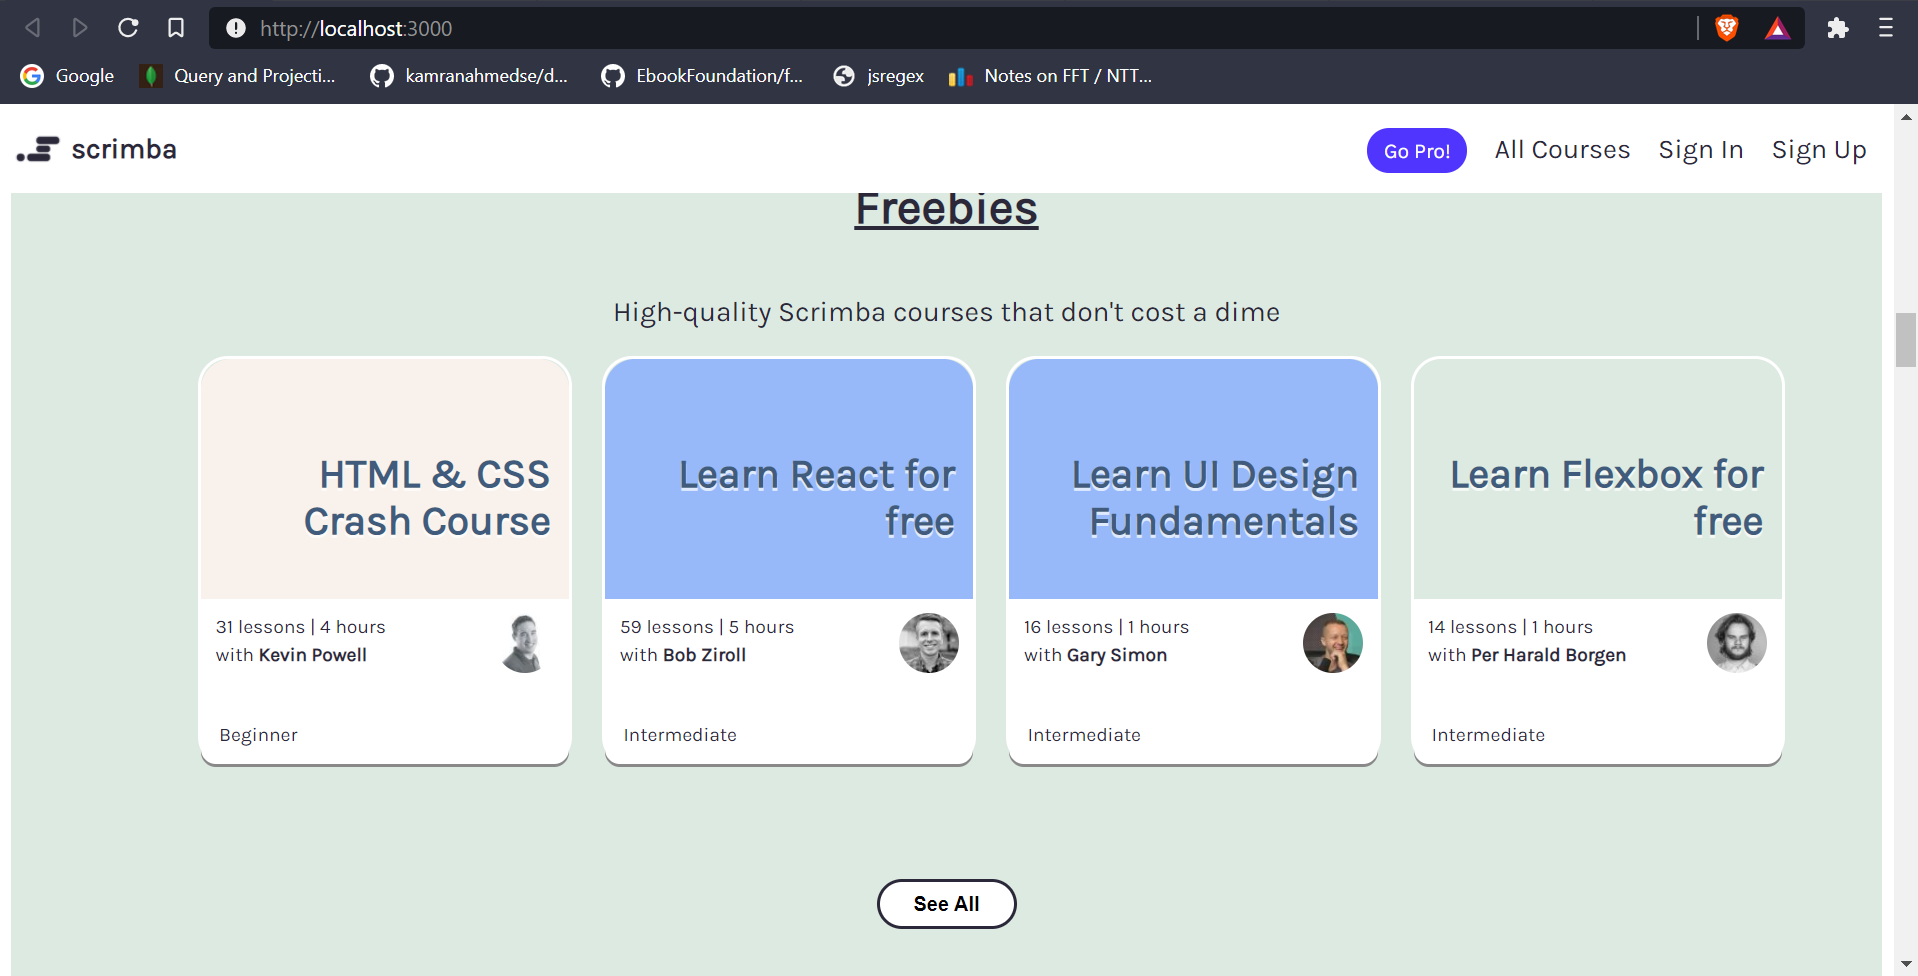 http://localhost:3000
Google
Query and Projecti...
kamranahmedse/d...
EbookFoundation/f...
jsregex
Notes on FFT / NTT...
scrimba
Go Pro!
All Courses
Sign In
Sign Up
Freebies
High-quality Scrimba courses that don't cost a dime
HTML & CSS
Crash Course
31 lessons | 4 hours
with Kevin Powell
Beginner
Learn React for
free
59 lessons | 5 hours
with Bob Ziroll
Intermediate
Learn UI Design
Fundamentals
16 lessons | 1 hours
with Gary Simon
Intermediate
Learn Flexbox for
free
14 lessons | 1 hours
with Per Harald Borgen
Intermediate
See All